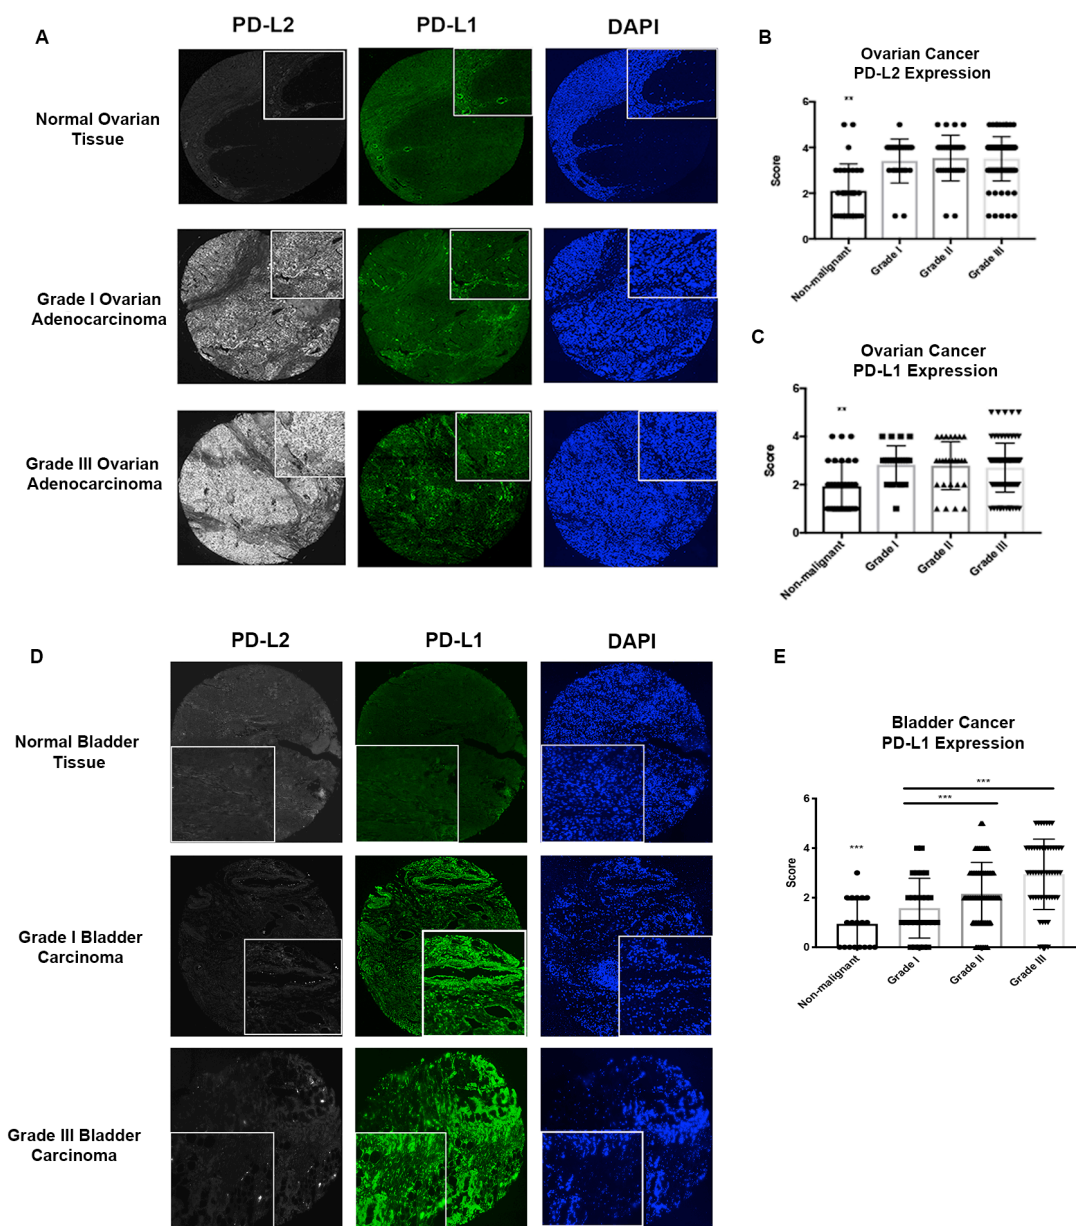 A
PD-L2
PD-L1
DAPI
Normal Ovarian
Tissue
Grade I Ovarian
Adenocarcinoma
Grade III Ovarian
Adenocarcinoma
B
Ovarian Cancer
PD-L2 Expression
**
6
4
2
0
Score
Non-malignant
Grade I
Grade II
Grade III
C
Ovarian Cancer
PD-L1 Expression
**
6
4
2
0
Score
Non-malignant
Grade I
Grade II
Grade III
D
PD-L2
PD-L1
DAPI
Normal Bladder
Tissue
Grade I Bladder
Carcinoma
Grade III Bladder
Carcinoma
E
Bladder Cancer
PD-L1 Expression
***
***
***
6
4
2
0
Score
Non-malignant
Grade I
Grade II
Grade III